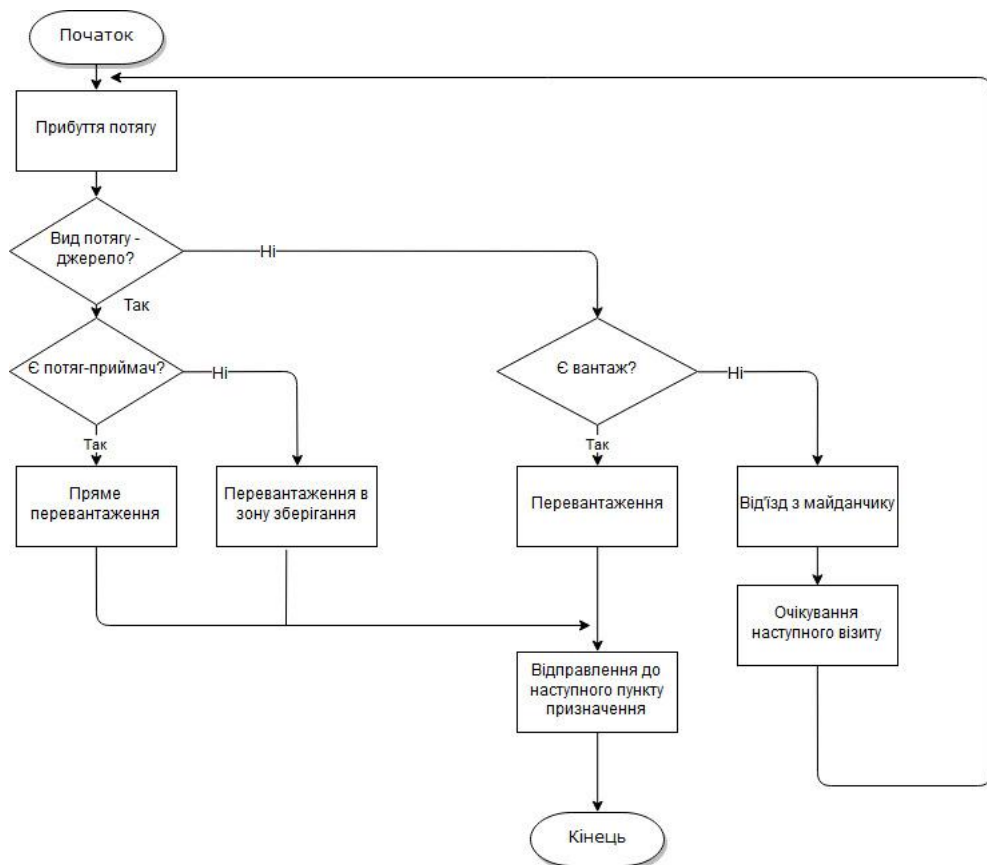 Початок
Прибуття потягу
Вид потягу -
джерело?
Ні
Так
Є потяг-приймач?
Ні
Є вантаж?
Ні
Так
Так
Пряме
перевантаження
Перевантаження в
зону зберігання
Перевантаження
Від'їзд з майданчику
Очікування
наступного візиту
Відправлення до
наступного пункту
призначення
Кінець